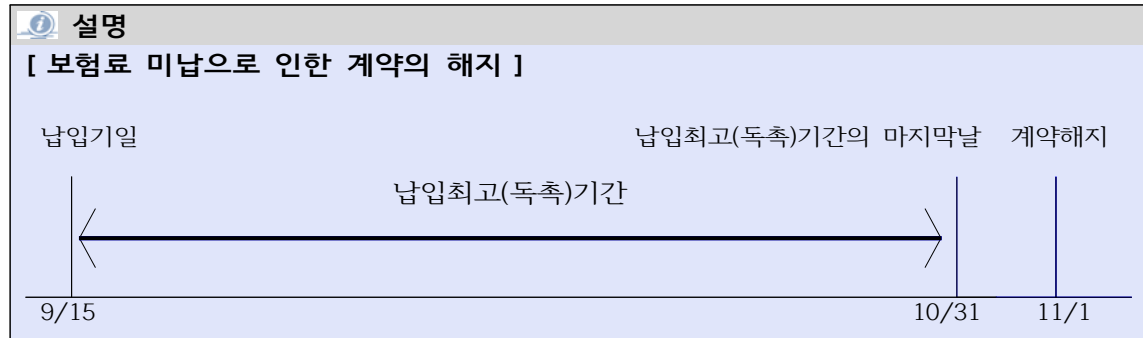 설명
[ 보험료 미납으로 인한 계약의 해지 ]
납입기일 납입최고(독촉)기간의 마지막날 계약해지
납입최고(독촉)기간
9/15 10/31 11/1